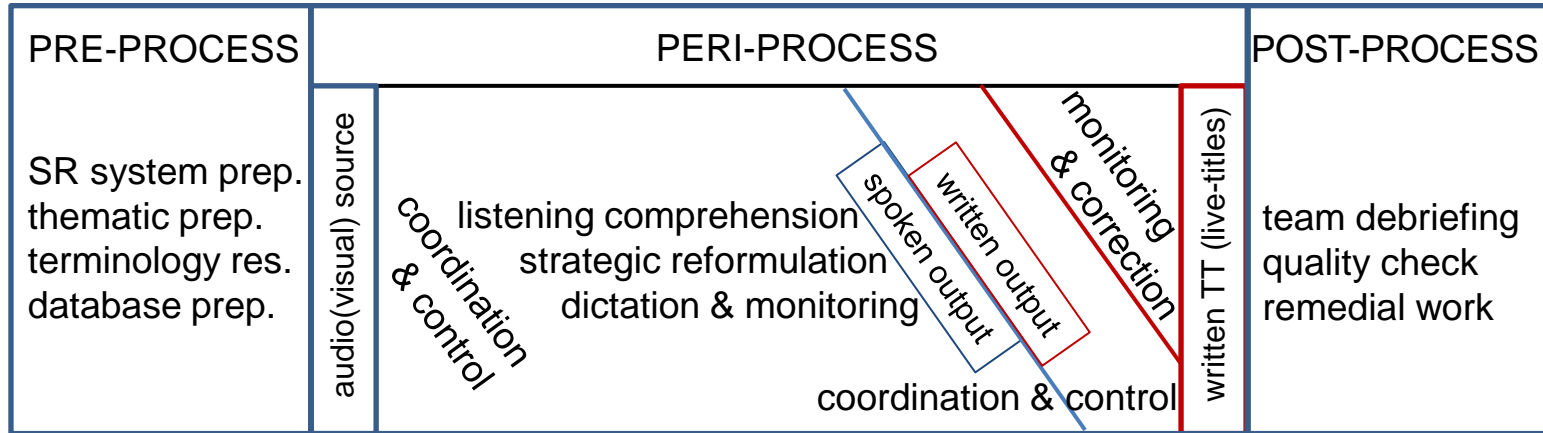 PRE-PROCESS
SR system prep.
thematic prep.
terminology res.
database prep.
PERI-PROCESS
audio(visual) source
coordination
& control
listening comprehension
strategic reformulation
dictation & monitoring
spoken output
written output
monitoring
& correction
coordination & control
written TT (live-titles)
POST-PROCESS
team debriefing
quality check
remedial work